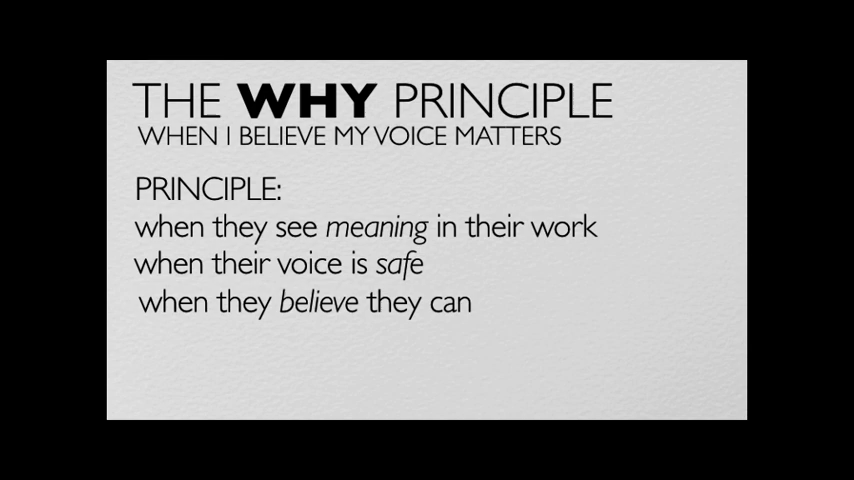 THE WHY PRINCIPLE
WHEN I BELIEVE MY VOICE MATTERS
PRINCIPLE:
when they see meaning in their work
when their voice is safe
when they believe they can